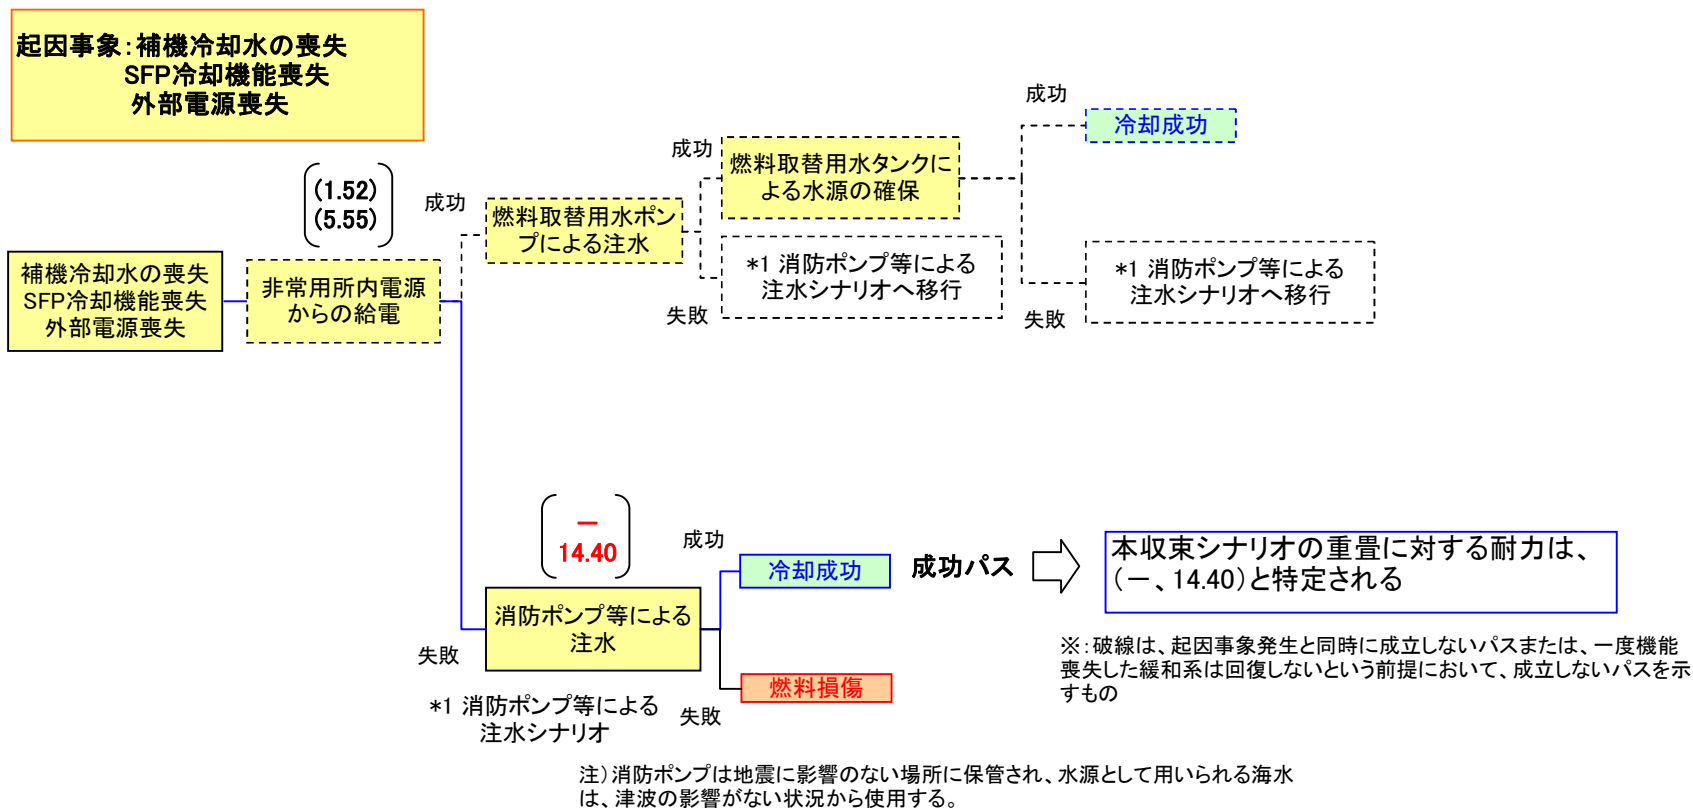 起因事象：補機冷却水の喪失
SFP冷却機能喪失
外部電源喪失
成功
冷却成功
成功
燃料取替用水タンクに
よる水源の確保
(1.52)
(5.55)
成功
燃料取替用水ポン
プによる注水
*1 消防ポンプ等による
注水シナリオへ移行
失敗
*1 消防ポンプ等による
注水シナリオへ移行
失敗
補機冷却水の喪失
SFP冷却機能喪失
外部電源喪失
非常用所内電源
からの給電
－
14.40
成功
冷却成功
成功パス
本収束シナリオの重畳に対する耐力は、
（－、14.40）と特定される
消防ポンプ等による
注水
失敗
燃料損傷
失敗
*1 消防ポンプ等による
注水シナリオ
※：破線は、起因事象発生と同時に成立しないパスまたは、一度機能
喪失した緩和系は回復しないという前提において、成立しないパスを示
すもの
注）消防ポンプは地震に影響のない場所に保管され、水源として用いられる海水
は、津波の影響がない状況から使用する。